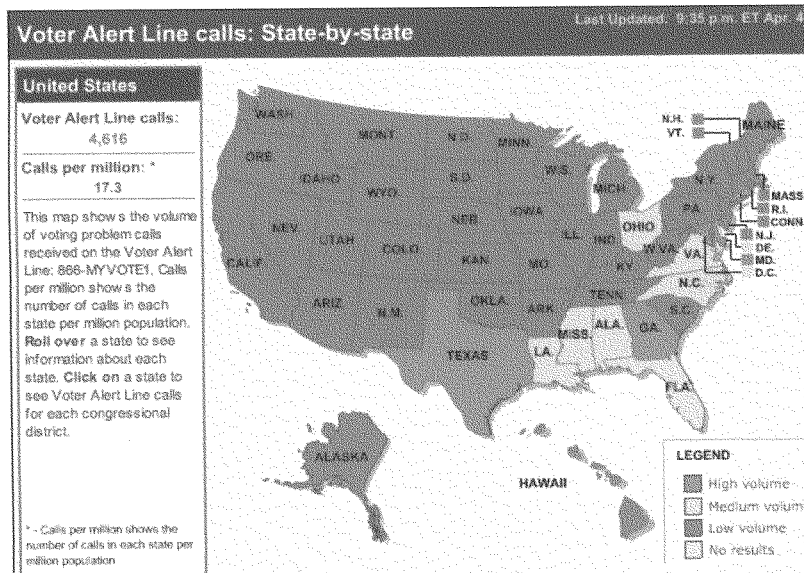 Voter Alert Line calls: State-by-state
Last Updated: 9:35 p.m. ET Apr. 4
United States
Voter Alert Line calls:
4,616
Calls per million: *
17.3
This map shows the volume
of voting problem calls
received on the Voter Alert
Line: 866-MYVOTE1, Calls
per million shows the
number of calls in each
state per million population.
Roll over a state to see
information about each
state. Click on a state to
see Voter Alert Line calls
for each congressional
district.
* - Calls per million shows the
number of calls in each state per
million population
WASH
MONT
N.D.
MINN
N.H.
VT.
MAINE
ORE
IDAHO
WYO.
S.D.
W.S.
MICH
N.Y.
MASS
R.I.
CONN
NEV
UTAH
COLO
NEB
IOWA
ILL.
IND
OHIO
PA.
N.J.
DE.
MD.
D.C.
CALIF
KAN
MO.
KY
W.VA
VA.
N.C.
ARIZ
N.M.
OKLA.
ARK
TENN
S.C.
TEXAS
LA.
MISS.
ALA.
GA.
FLA
ALASKA
HAWAII
LEGEND
High volume
Medium volum
Low volume
No results